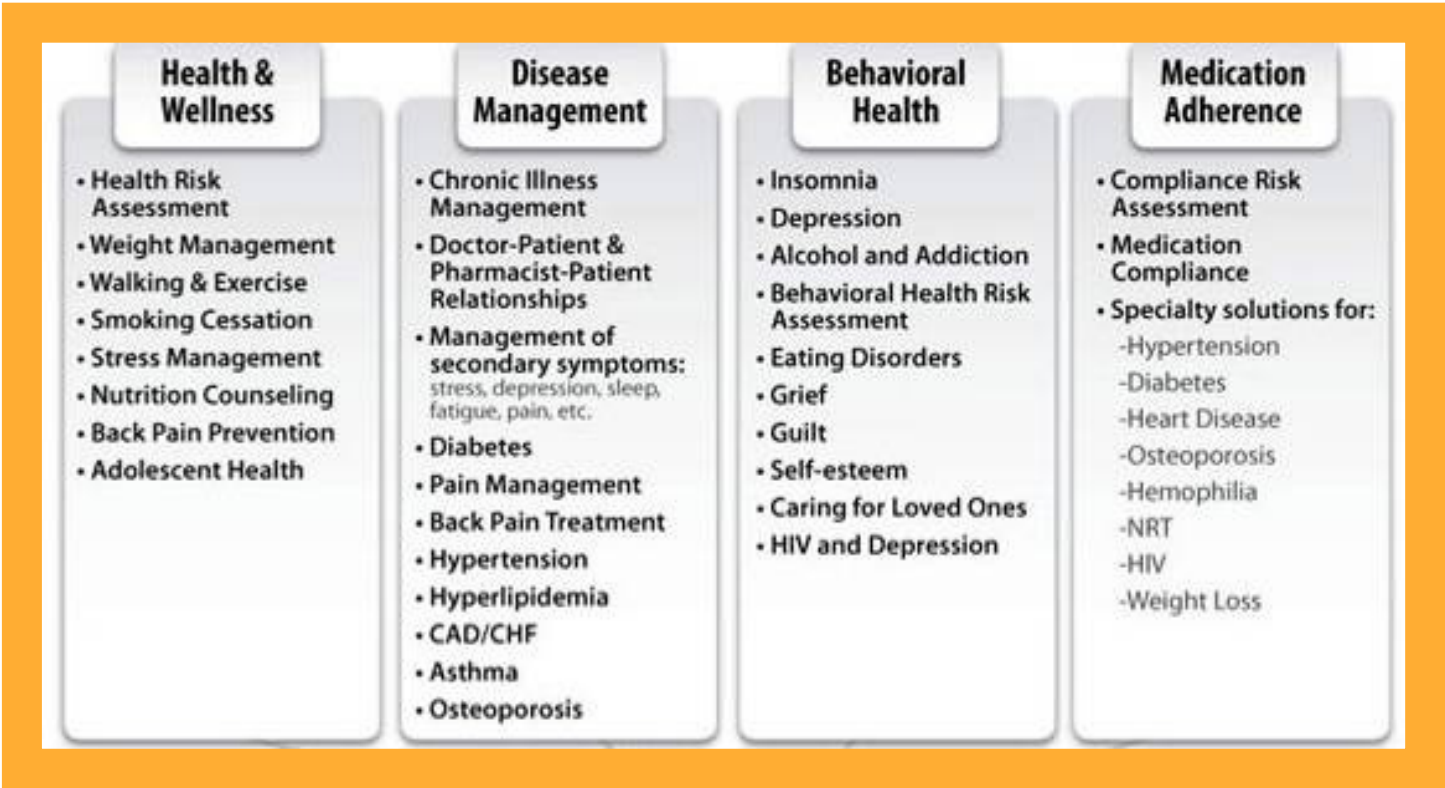 Health &
Wellness
• Health Risk
Assessment
• Weight Management
• Walking & Exercise
• Smoking Cessation
• Stress Management
• Nutrition Counseling
• Back Pain Prevention
• Adolescent Health
Disease
Management
• Chronic Illness
Management
• Doctor-Patient &
Pharmacist-Patient
Relationships
• Management of
secondary symptoms:
stress, depression, sleep,
fatigue, pain, etc.
• Diabetes
• Pain Management
• Back Pain Treatment
• Hypertension
• Hyperlipidemia
• CAD/CHF
• Asthma
• Osteoporosis
Behavioral
Health
• Insomnia
• Depression
• Alcohol and Addiction
• Behavioral Health Risk
Assessment
• Eating Disorders
• Grief
• Guilt
• Self-esteem
• Caring for Loved Ones
• HIV and Depression
Medication
Adherence
• Compliance Risk
Assessment
• Medication
Compliance
• Specialty solutions for:
-Hypertension
-Diabetes
-Heart Disease
-Osteoporosis
-Hemophilia
-NRT
-HIV
-Weight Loss